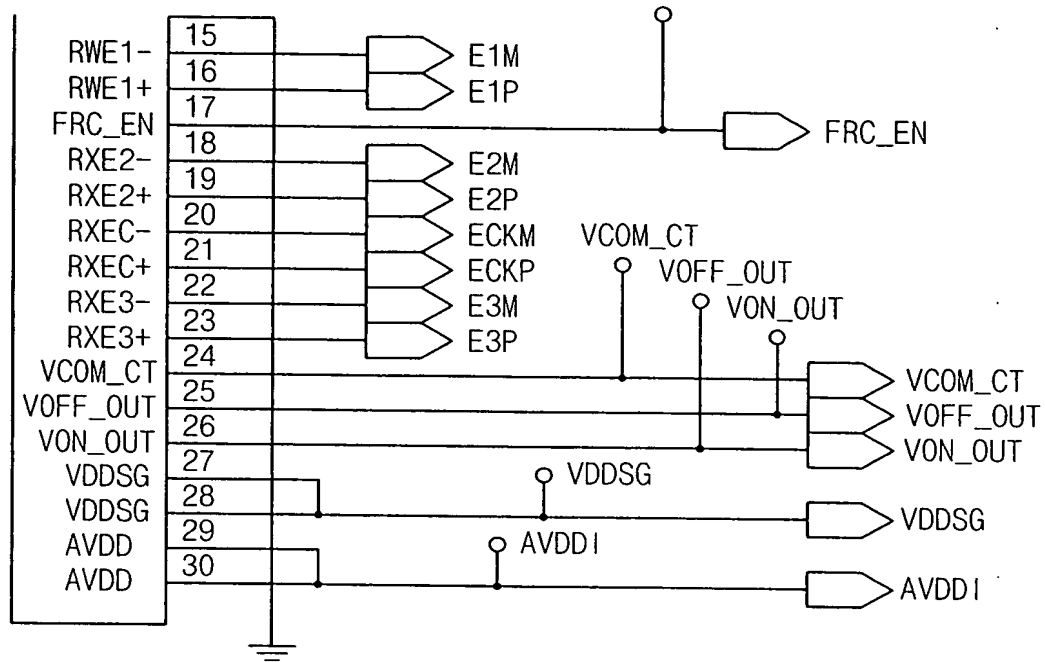 RWE1- 15 E1M
RWE1+ 16 E1P
FRC_EN 17 FRC_EN
RXE2- 18 E2M
RXE2+ 19 E2P
RXEC- 20 ECKM
RXEC+ 21 ECKP
RXE3- 22 E3M
RXE3+ 23 E3P
VCOM_CT
VOFF_OUT
VON_OUT
VCOM_CT 24 VCOM_CT
VOFF_OUT 25 VOFF_OUT
VON_OUT 26 VON_OUT
VDDSG 27
VDDSG
VDDSG 28 VDDSG
AVDD 29
AVDDI
AVDD 30 AVDDI